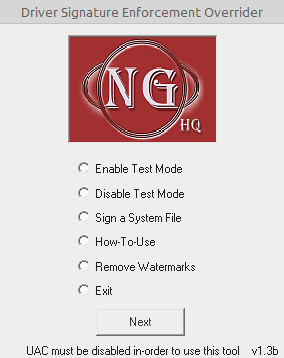 Driver Signature Enforcement Overrider
NG
HQ
Enable Test Mode
Disable Test Mode
Sign a System File
How-To-Use
Remove Watermarks
Exit
Next
UAC must be disabled in-order to use this tool v1.3b